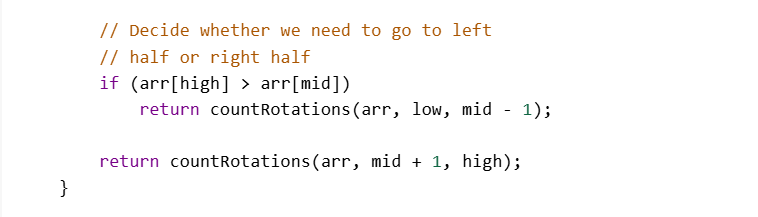 // Decide whether we need to go to left
// half or right half
if (arr[high] > arr[mid])
return countRotations(arr, low, mid - 1);
return countRotations(arr, mid + 1, high);
}